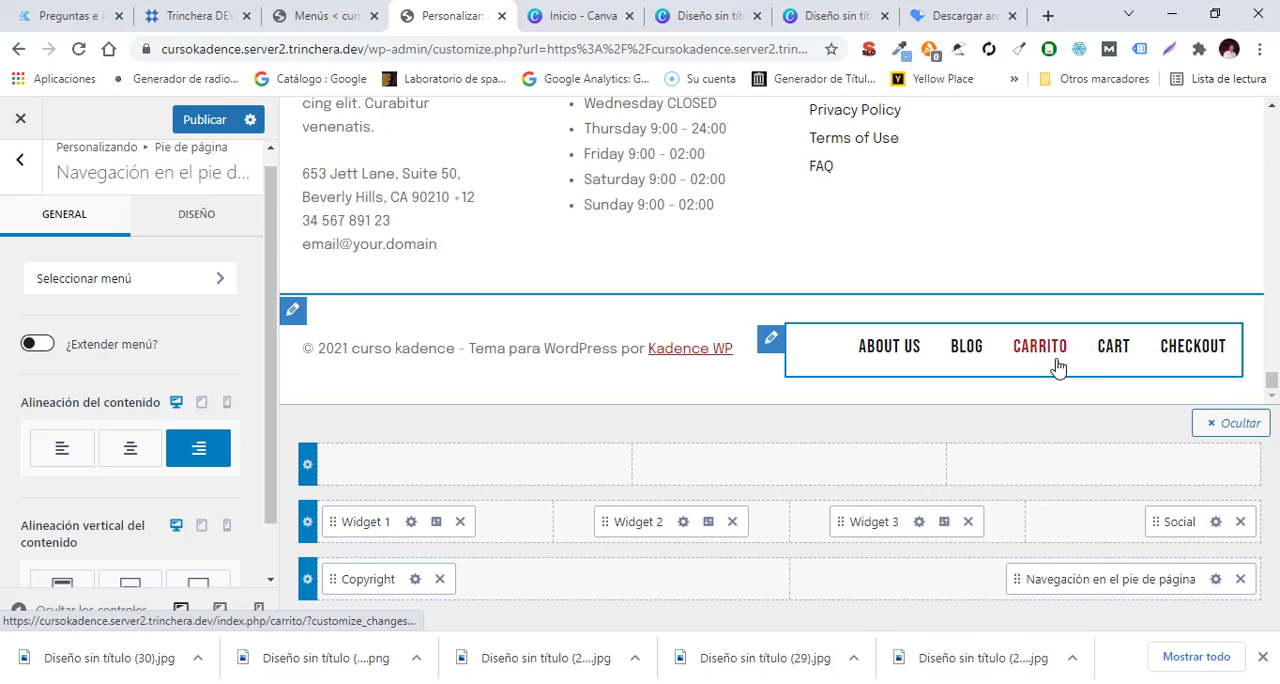 Preguntas e i
Trinchera DEV
Menús < curs
Personalizar:
Inicio - Canva
Diseño sin títu
Diseño sin títu
Descargar arc
cursokadence.server2.trinchera.dev/wp-admin/customize.php?url=https%3A%2F%2Fcursokadence.server2.trin...
Aplicaciones
Generador de radio...
Catálogo : Google
Laboratorio de spa...
Google Analytics: G...
Su cuenta
Generador de Títul...
Yellow Place
»
Otros marcadores
Lista de lectura
Publicar
Personalizando ▸ Pie de página
Navegación en el pie d...
GENERAL
DISEÑO
Seleccionar menú
¿Extender menú?
Alineación del contenido
Alineación vertical del
contenido
Ocultar los controles
cing elit. Curabitur
venenatis.
653 Jett Lane, Suite 50,
Beverly Hills, CA 90210 +12
34 567 891 23
email@your.domain
Wednesday CLOSED
Thursday 9:00 - 24:00
Friday 9:00 - 02:00
Saturday 9:00 - 02:00
Sunday 9:00 - 02:00
Privacy Policy
Terms of Use
FAQ
© 2021 curso kadence - Tema para WordPress por Kadence WP
ABOUT US
BLOG
CARRITO
CART
CHECKOUT
× Ocultar
Widget 1
Widget 2
Widget 3
Social
Copyright
Navegación en el pie de página
https://cursokadence.server2.trinchera.dev/index.php/carrito/?customize_changes...
Diseño sin título (30).jpg
Diseño sin título (....png
Diseño sin título (2....jpg
Diseño sin título (29).jpg
Diseño sin título (2....jpg
Mostrar todo